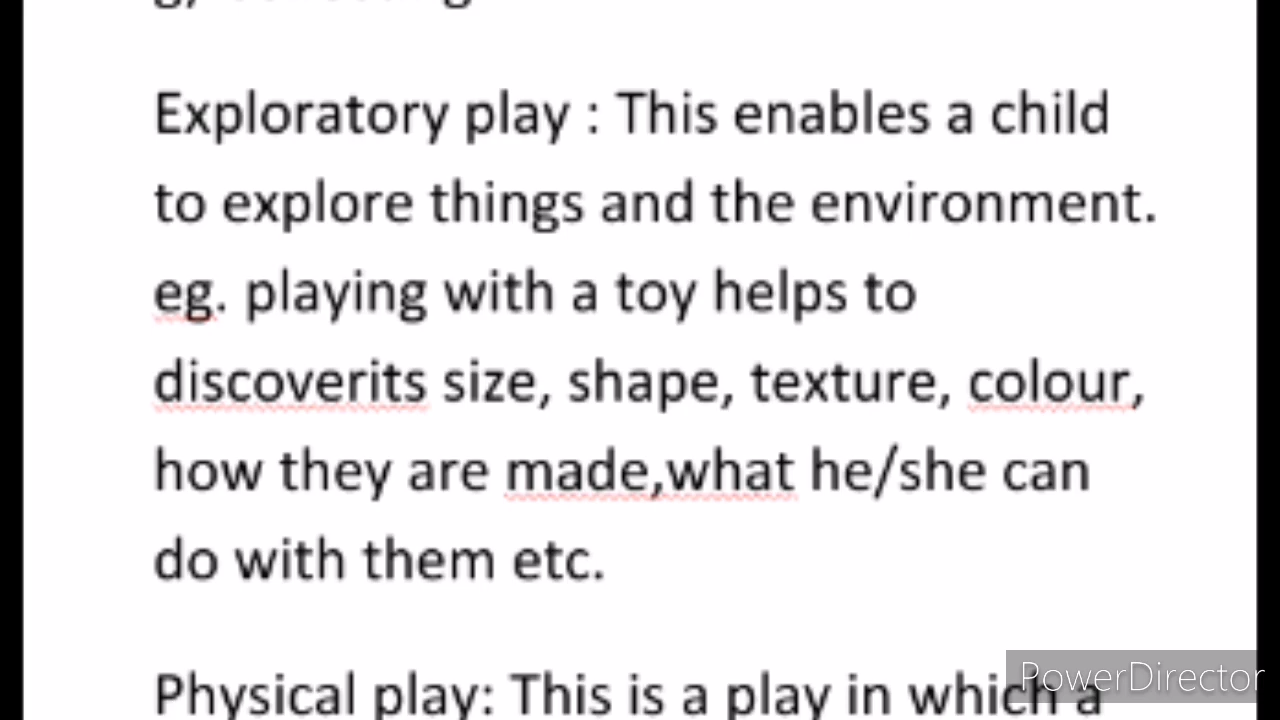 Exploratory play : This enables a child
to explore things and the environment.
eg. playing with a toy helps to
discoverits size, shape, texture, colour,
how they are made,what he/she can
do with them etc.
Physical play: This is a play in which a
PowerDirector